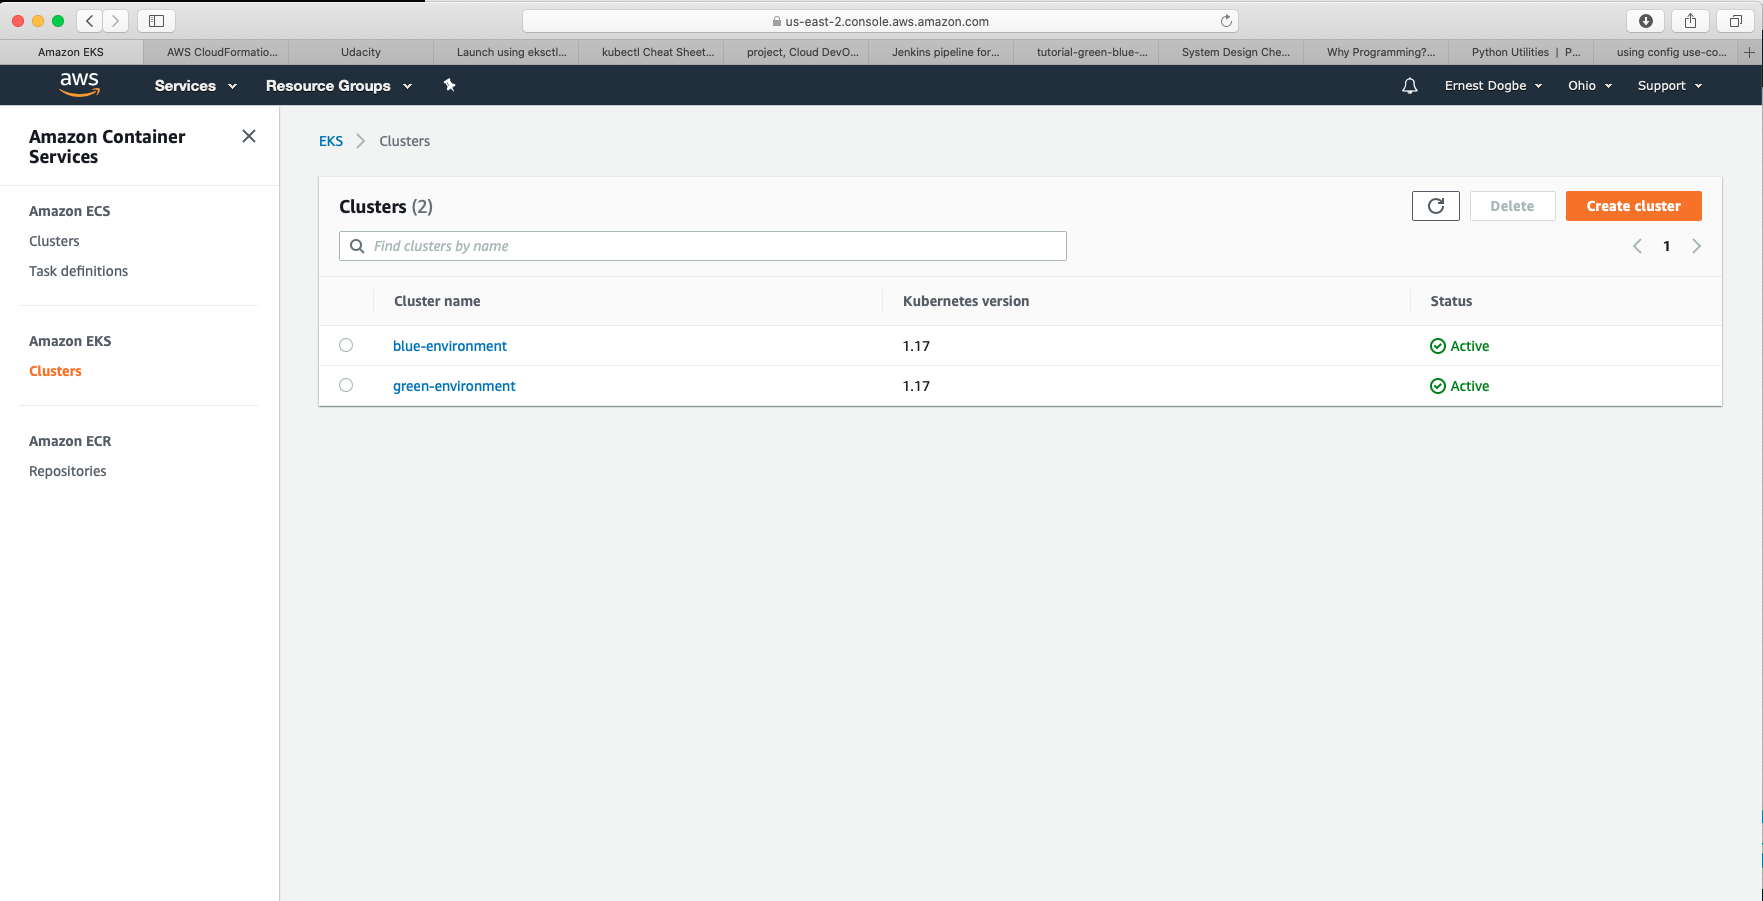 us-east-2.console.aws.amazon.com
Amazon EKS
AWS CloudFormatio...
Udacity
Launch using eksctl...
kubectl Cheat Sheet...
project, Cloud DevO...
Jenkins pipeline for...
tutorial-green-blue-...
System Design Che...
Why Programming?...
Python Utilities | P...
using config use-co...
aws
Services
Resource Groups
Ernest Dogbe
Ohio
Support
Amazon Container
Services
Amazon ECS
Clusters
Task definitions
Amazon EKS
Clusters
Amazon ECR
Repositories
EKS
Clusters
Clusters (2)
Delete
Create cluster
Find clusters by name
1
Cluster name
Kubernetes version
Status
blue-environment
1.17
Active
green-environment
1.17
Active